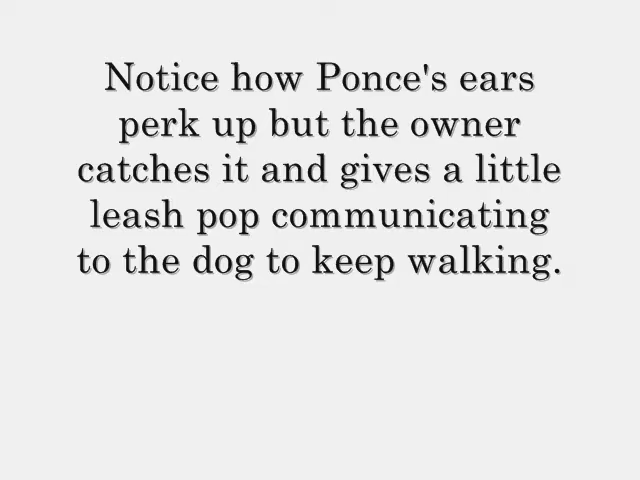 Notice how Ponce's ears
perk up but the owner
catches it and gives a little
leash pop communicating
to the dog to keep walking.